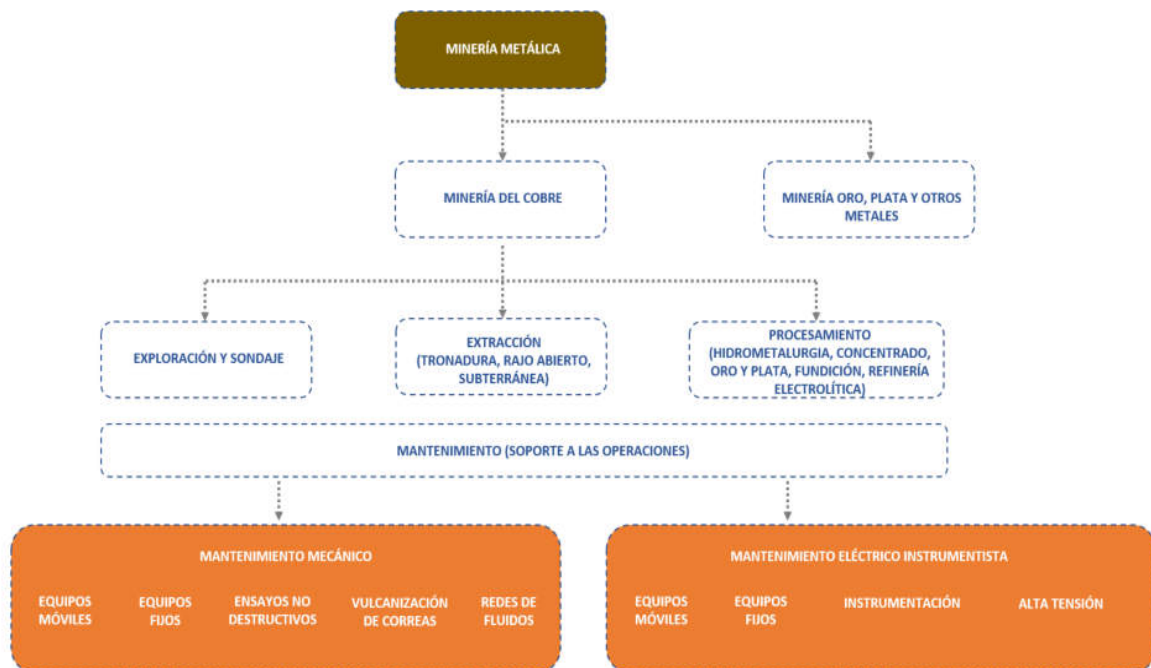 MINERÍA METÁLICA
MINERÍA DEL COBRE
MINERÍA ORO, PLATA Y OTROS
METALES
EXPLORACIÓN Y SONDAJE
EXTRACCIÓN
(TRONADURA, RAJO ABIERTO,
SUBTERRÁNEA)
PROCESAMIENTO
(HIDROMETALURGIA, CONCENTRADO,
ORO Y PLATA, FUNDICIÓN, REFINERÍA
ELECTROLÍTICA)
MANTENIMIENTO (SOPORTE A LAS OPERACIONES)
MANTENIMIENTO MECÁNICO
EQUIPOS
MÓVILES
EQUIPOS
FIJOS
ENSAYOS NO
DESTRUCTIVOS
VULCANIZACIÓN
DE CORREAS
REDES DE
FLUIDOS
MANTENIMIENTO ELÉCTRICO INSTRUMENTISTA
EQUIPOS
MÓVILES
EQUIPOS
FIJOS
INSTRUMENTACIÓN
ALTA TENSIÓN